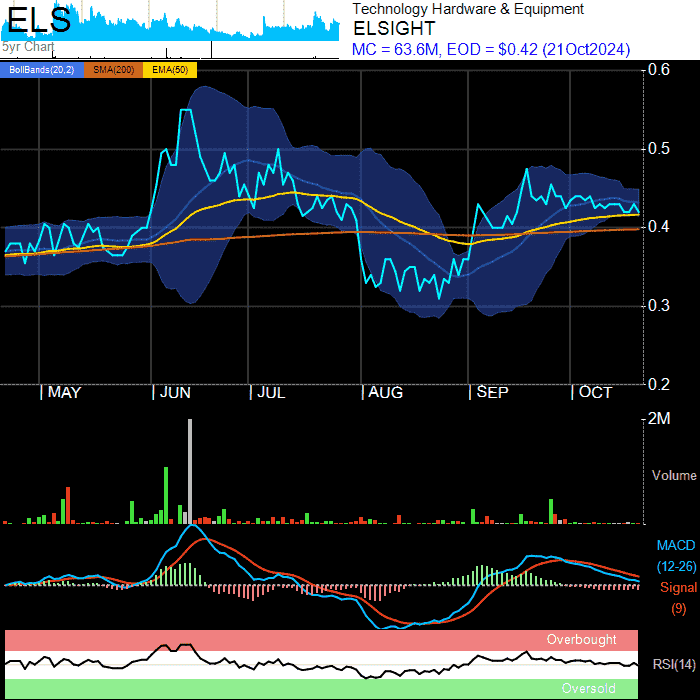 ELS
5yr Chart
Technology Hardware & Equipment
ELSIGHT
MC = 63.6M, EOD = $0.42 (21Oct2024)
BollBands(20,2) SMA(200) EMA(50)
0.6
0.5
0.4
0.3
0.2
MAY JUN JUL AUG SEP OCT
2M
Volume
MACD
(12-26)
Signal
(9)
Overbought
RSI(14)
Oversold